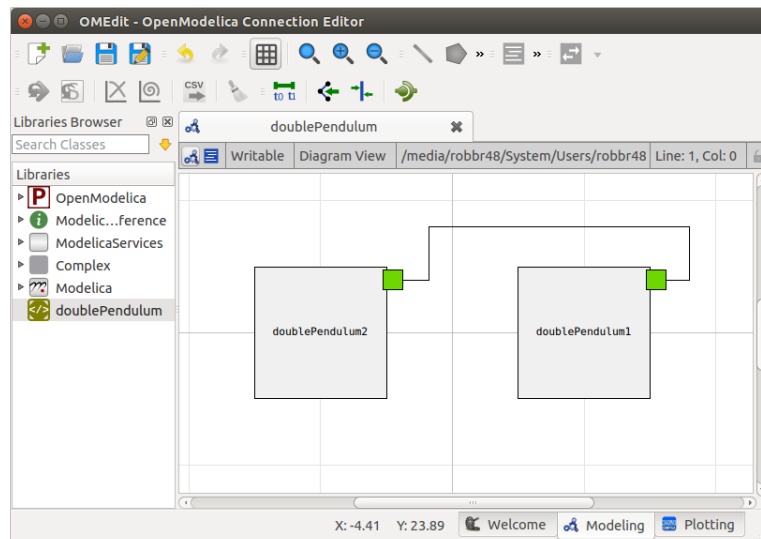 OMEdit - OpenModelica Connection Editor
CSV
t0 t1
Libraries Browser
doublePendulum
Search Classes
Writable
Diagram View
/media/robbr48/System/Users/robbr48
Line: 1, Col: 0
Libraries
P OpenModelica
i Modelic...ference
ModelicaServices
Complex
m Modelica
</> doublePendulum
doublePendulum2
doublePendulum1
X: -4.41 Y: 23.89
Welcome
Modeling
Plotting